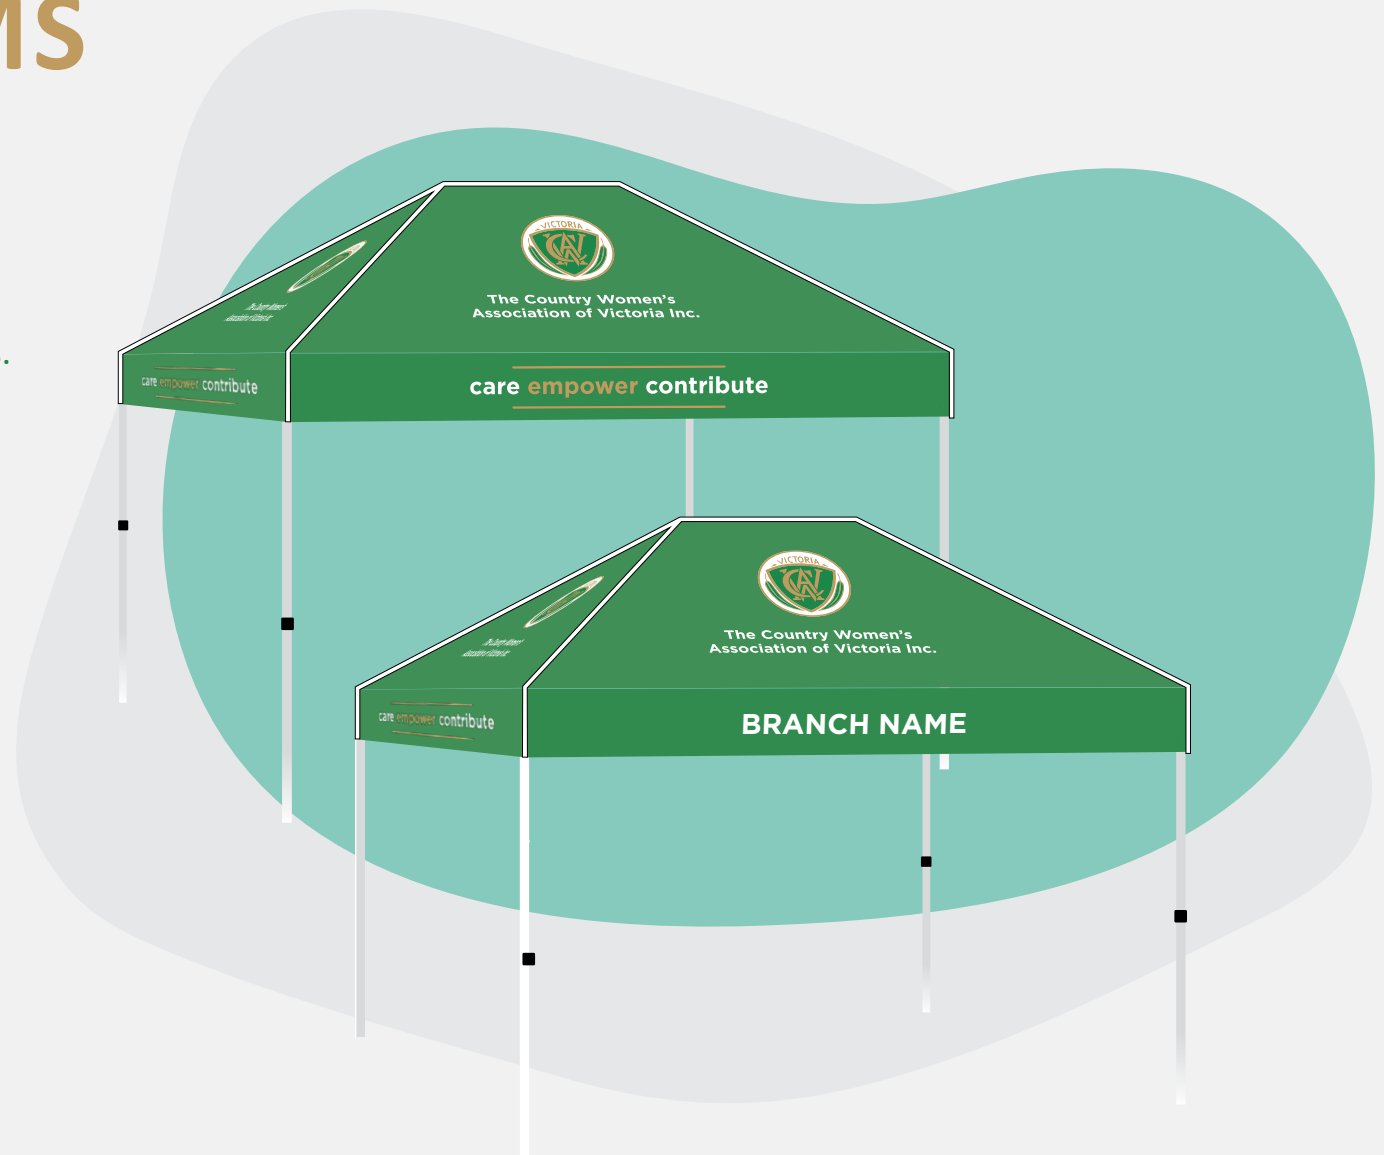 MS
.
VICTORIA
The Country Women's
Association of Victoria Inc.
care empower contribute
care empower contribute
VICTORIA
The Country Women's
Association of Victoria Inc.
care empower contribute
BRANCH NAME